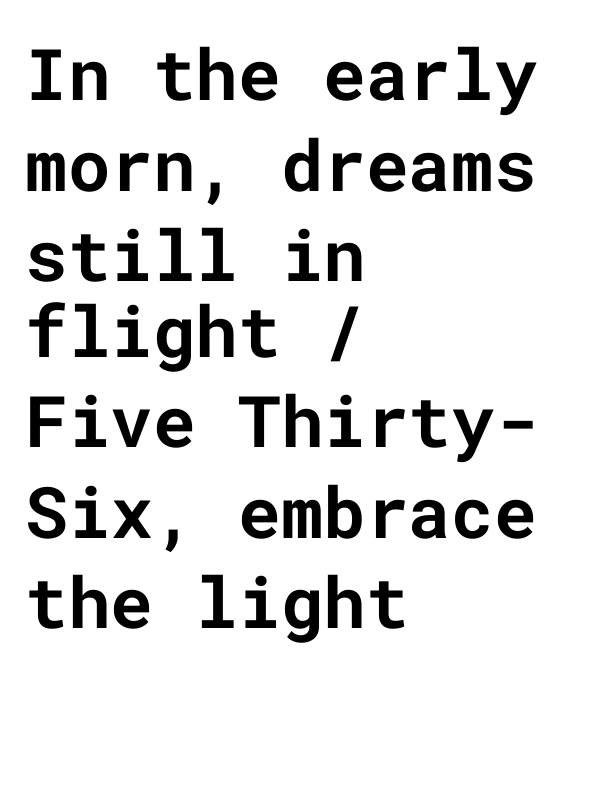 In the early
morn, dreams
still in
flight /
Five Thirty-
Six, embrace
the light